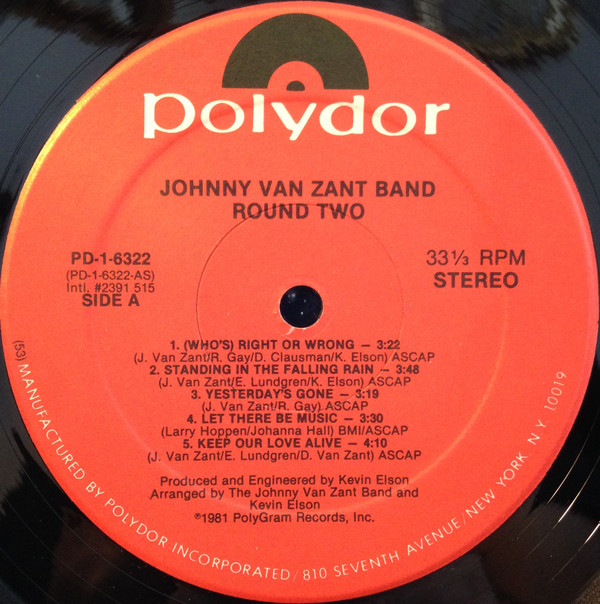 polydor
JOHNNY VAN ZANT BAND
ROUND TWO
PD-1-6322
(PD-1-6322-AS)
Intl. #2391 515
SIDE A
33⅓ RPM
STEREO
1. (WHO'S) RIGHT OR WRONG — 3:22
(J. Van Zant/R. Gay/D. Clausman/K. Elson) ASCAP
2. STANDING IN THE FALLING RAIN — 3:48
(J. Van Zant/E. Lundgren/K. Elson) ASCAP
3. YESTERDAY'S GONE — 3:19
(J. Van Zant/R. Gay) ASCAP
4. LET THERE BE MUSIC — 3:30
(Larry Hoppen/Johanna Hall) BMI/ASCAP
5. KEEP OUR LOVE ALIVE — 4:10
(J. Van Zant/E. Lundgren/D. Van Zant) ASCAP
Produced and Engineered by Kevin Elson
Arranged by The Johnny Van Zant Band and
Kevin Elson
℗1981 PolyGram Records, Inc.
(53) MANUFACTURED BY POLYDOR INCORPORATED/810 SEVENTH AVENUE/NEW YORK. N.Y. 10019